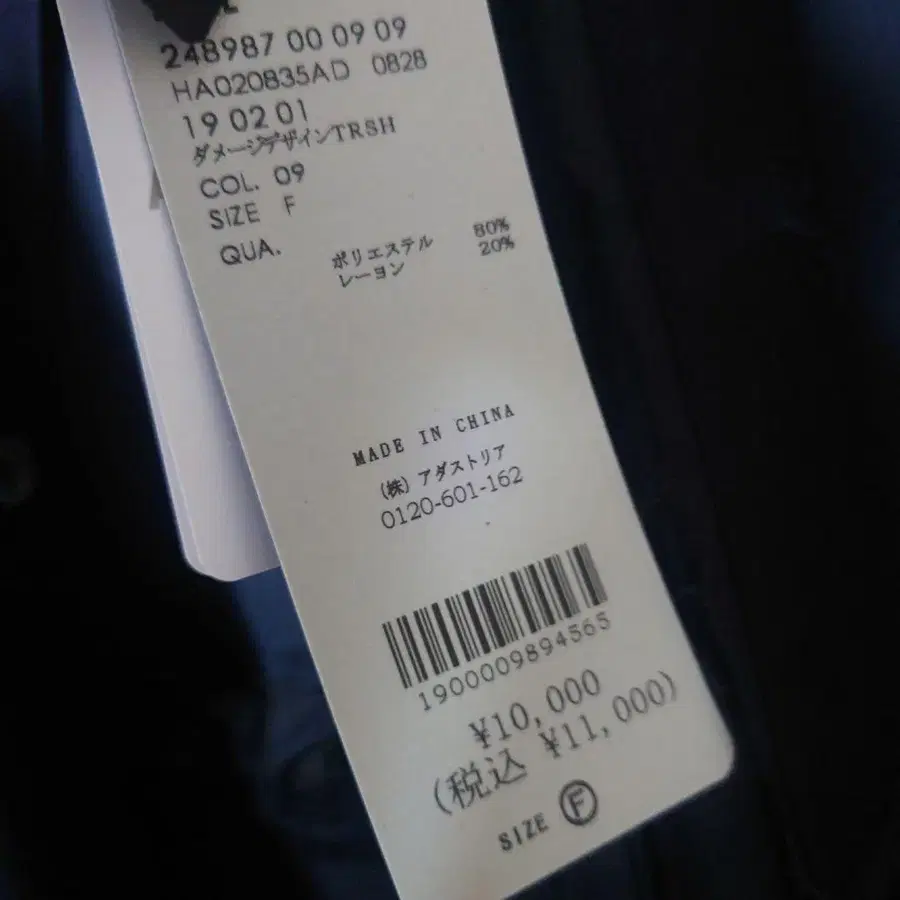 248987 00 09 09
HA020835AD 0828
19 02 01
ダメージデザインTRSH
COL. 09
SIZE F
QUA.
ポリエステル 80%
レーヨン 20%
MADE IN CHINA
(株) アダストリア
0120-601-162
1900009894565
¥10,000
(税込 ¥11,000)
SIZE F